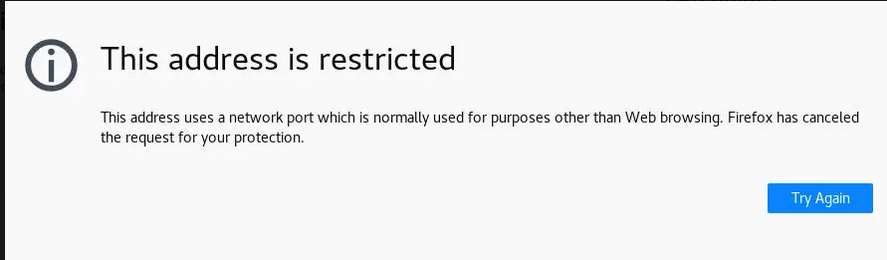 This address is restricted
This address uses a network port which is normally used for purposes other than Web browsing. Firefox has canceled
the request for your protection.
Try Again